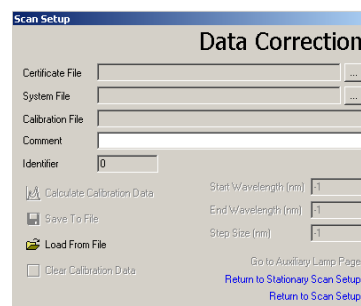 Scan Setup
Data Correction
Certificate File
...
System File
...
Calibration File
Comment
Identifier 0
Calculate Calibration Data
Start Wavelength (nm) -1
Save To File
End Wavelength (nm) -1
Load From File
Step Size (nm) -1
Clear Calibration Data
Go to Auxiliary Lamp Page
Return to Stationary Scan Setup
Return to Scan Setup